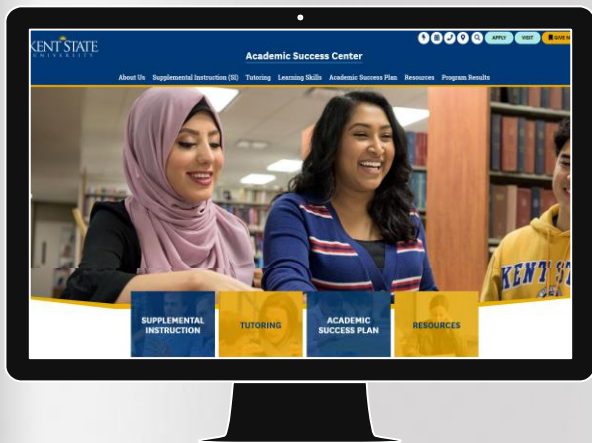 KENT STATE
UNIVERSITY
APPLY
VISIT
GIVE N
Academic Success Center
About Us Supplemental Instruction (SI) Tutoring Learning Skills Academic Success Plan Resources Program Results
KENT ST
SUPPLEMENTAL
INSTRUCTION
TUTORING
ACADEMIC
SUCCESS PLAN
RESOURCES